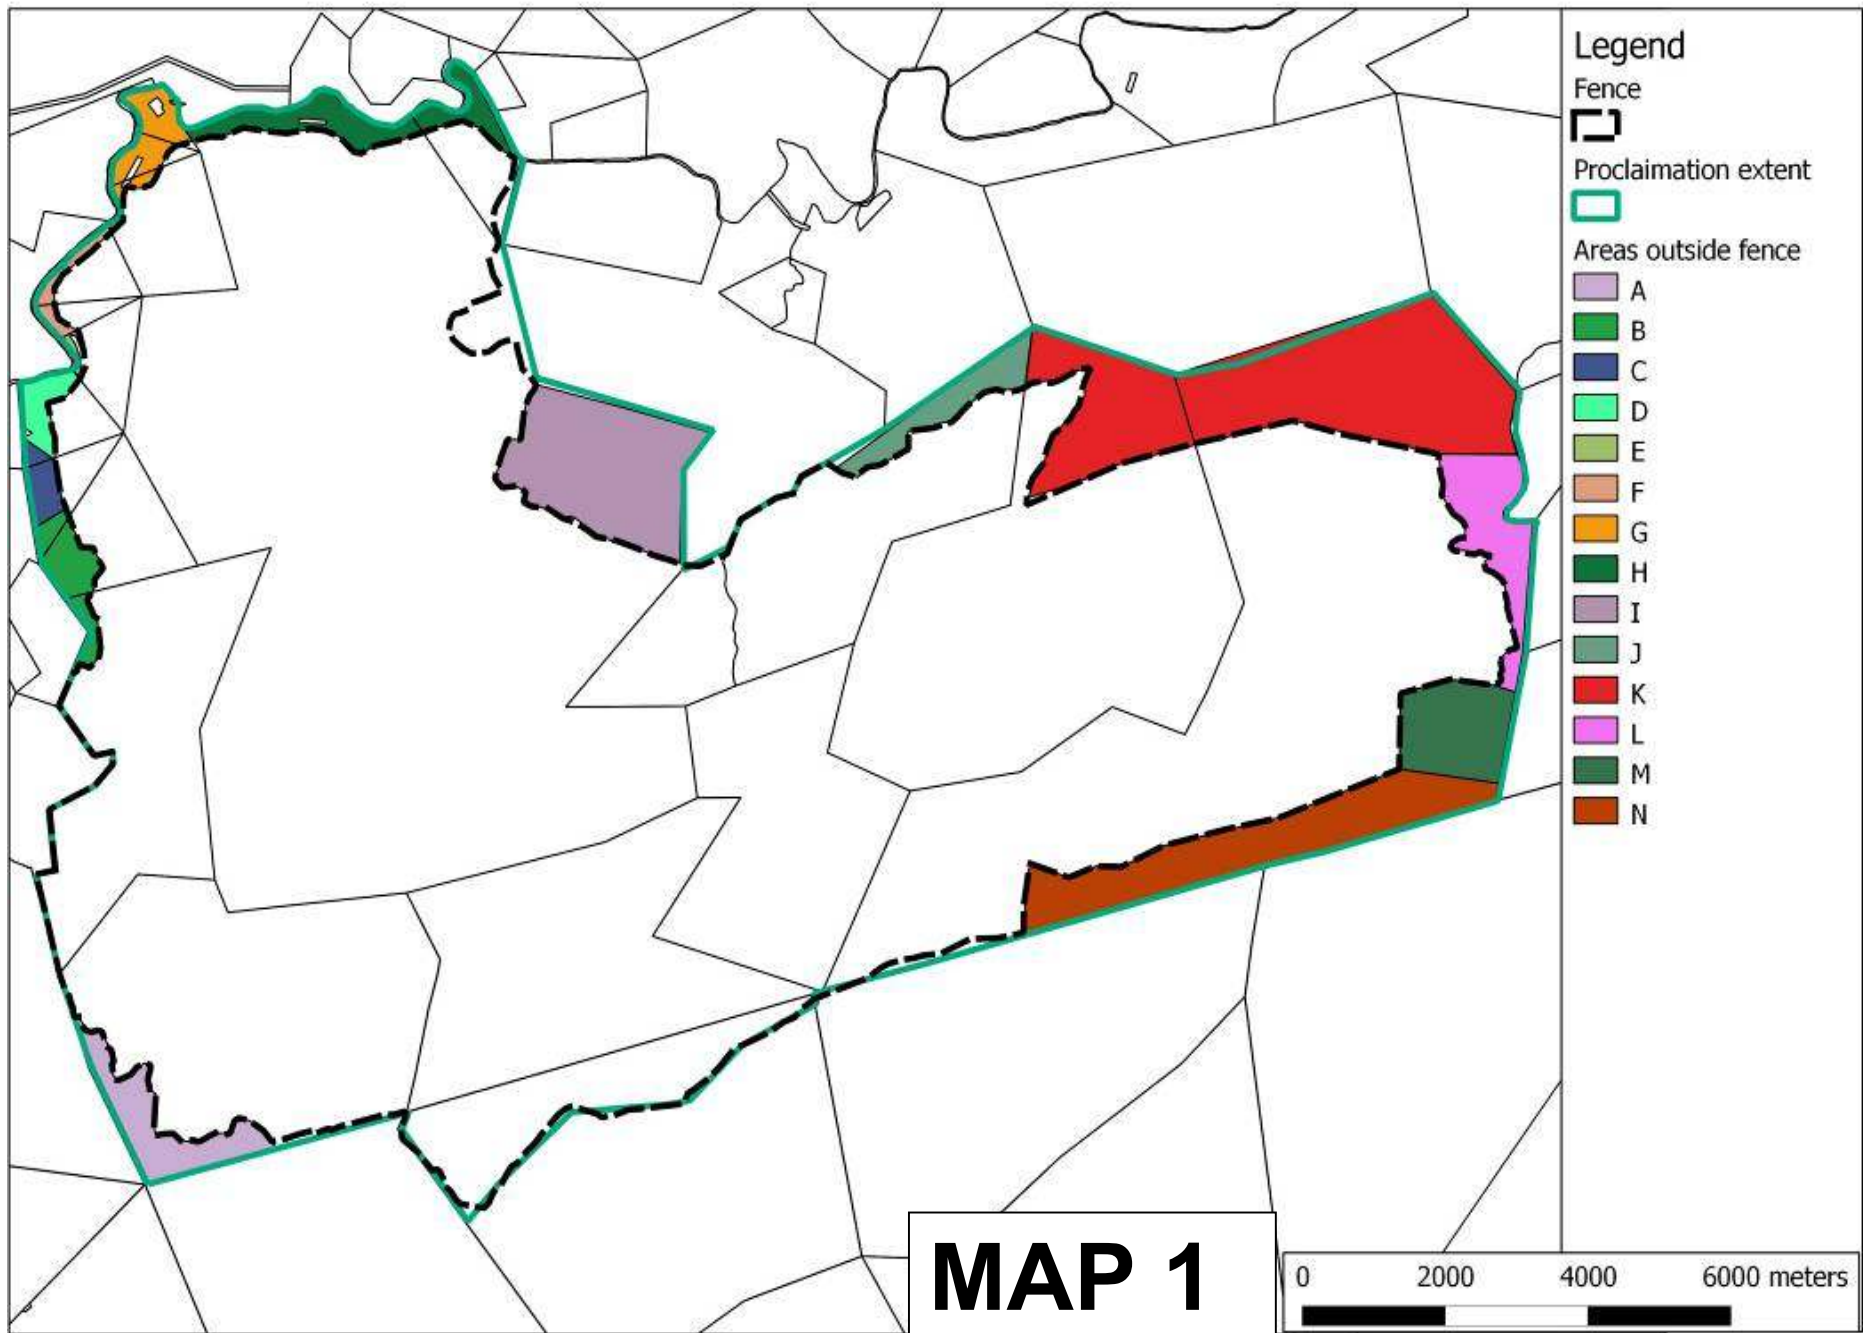 Legend
Fence
Proclaimation extent
Areas outside fence
A
B
C
D
E
F
G
H
I
J
K
L
M
N
MAP 1
0 2000 4000 6000 meters